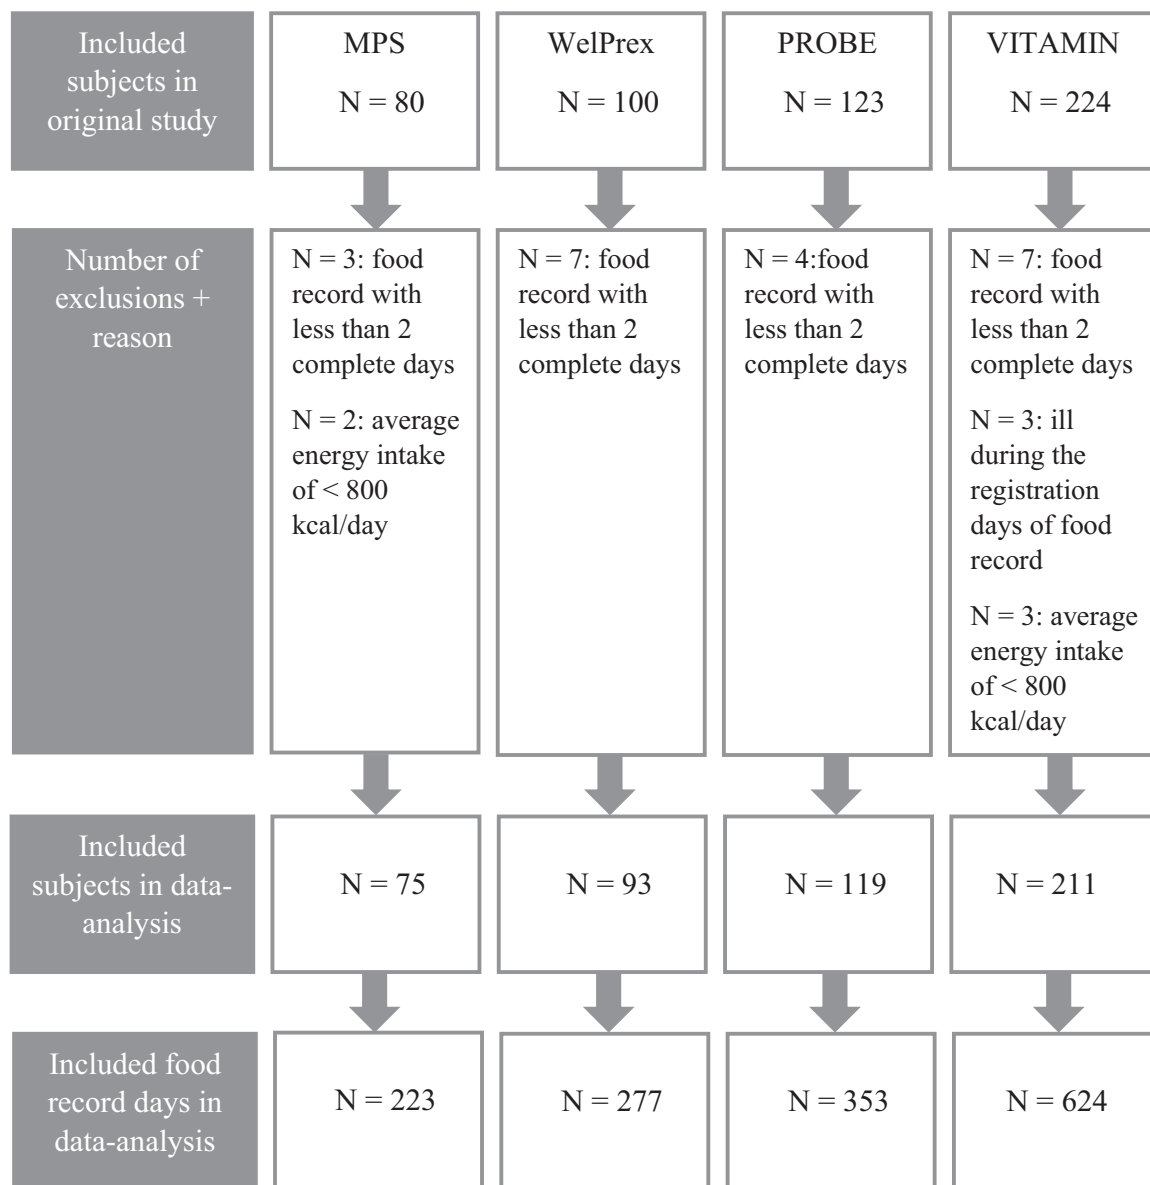 Included
subjects in
original study
MPS
N = 80
WelPrex
N = 100
PROBE
N = 123
VITAMIN
N = 224
Number of
exclusions +
reason
N = 3: food
record with
less than 2
complete days
N = 2: average
energy intake
of < 800
kcal/day
N = 7: food
record with
less than 2
complete days
N = 4:food
record with
less than 2
complete days
N = 7: food
record with
less than 2
complete days
N = 3: ill
during the
registration
days of food
record
N = 3: average
energy intake
of < 800
kcal/day
Included
subjects in data-
analysis
N = 75
N = 93
N = 119
N = 211
Included food
record days in
data-analysis
N = 223
N = 277
N = 353
N = 624